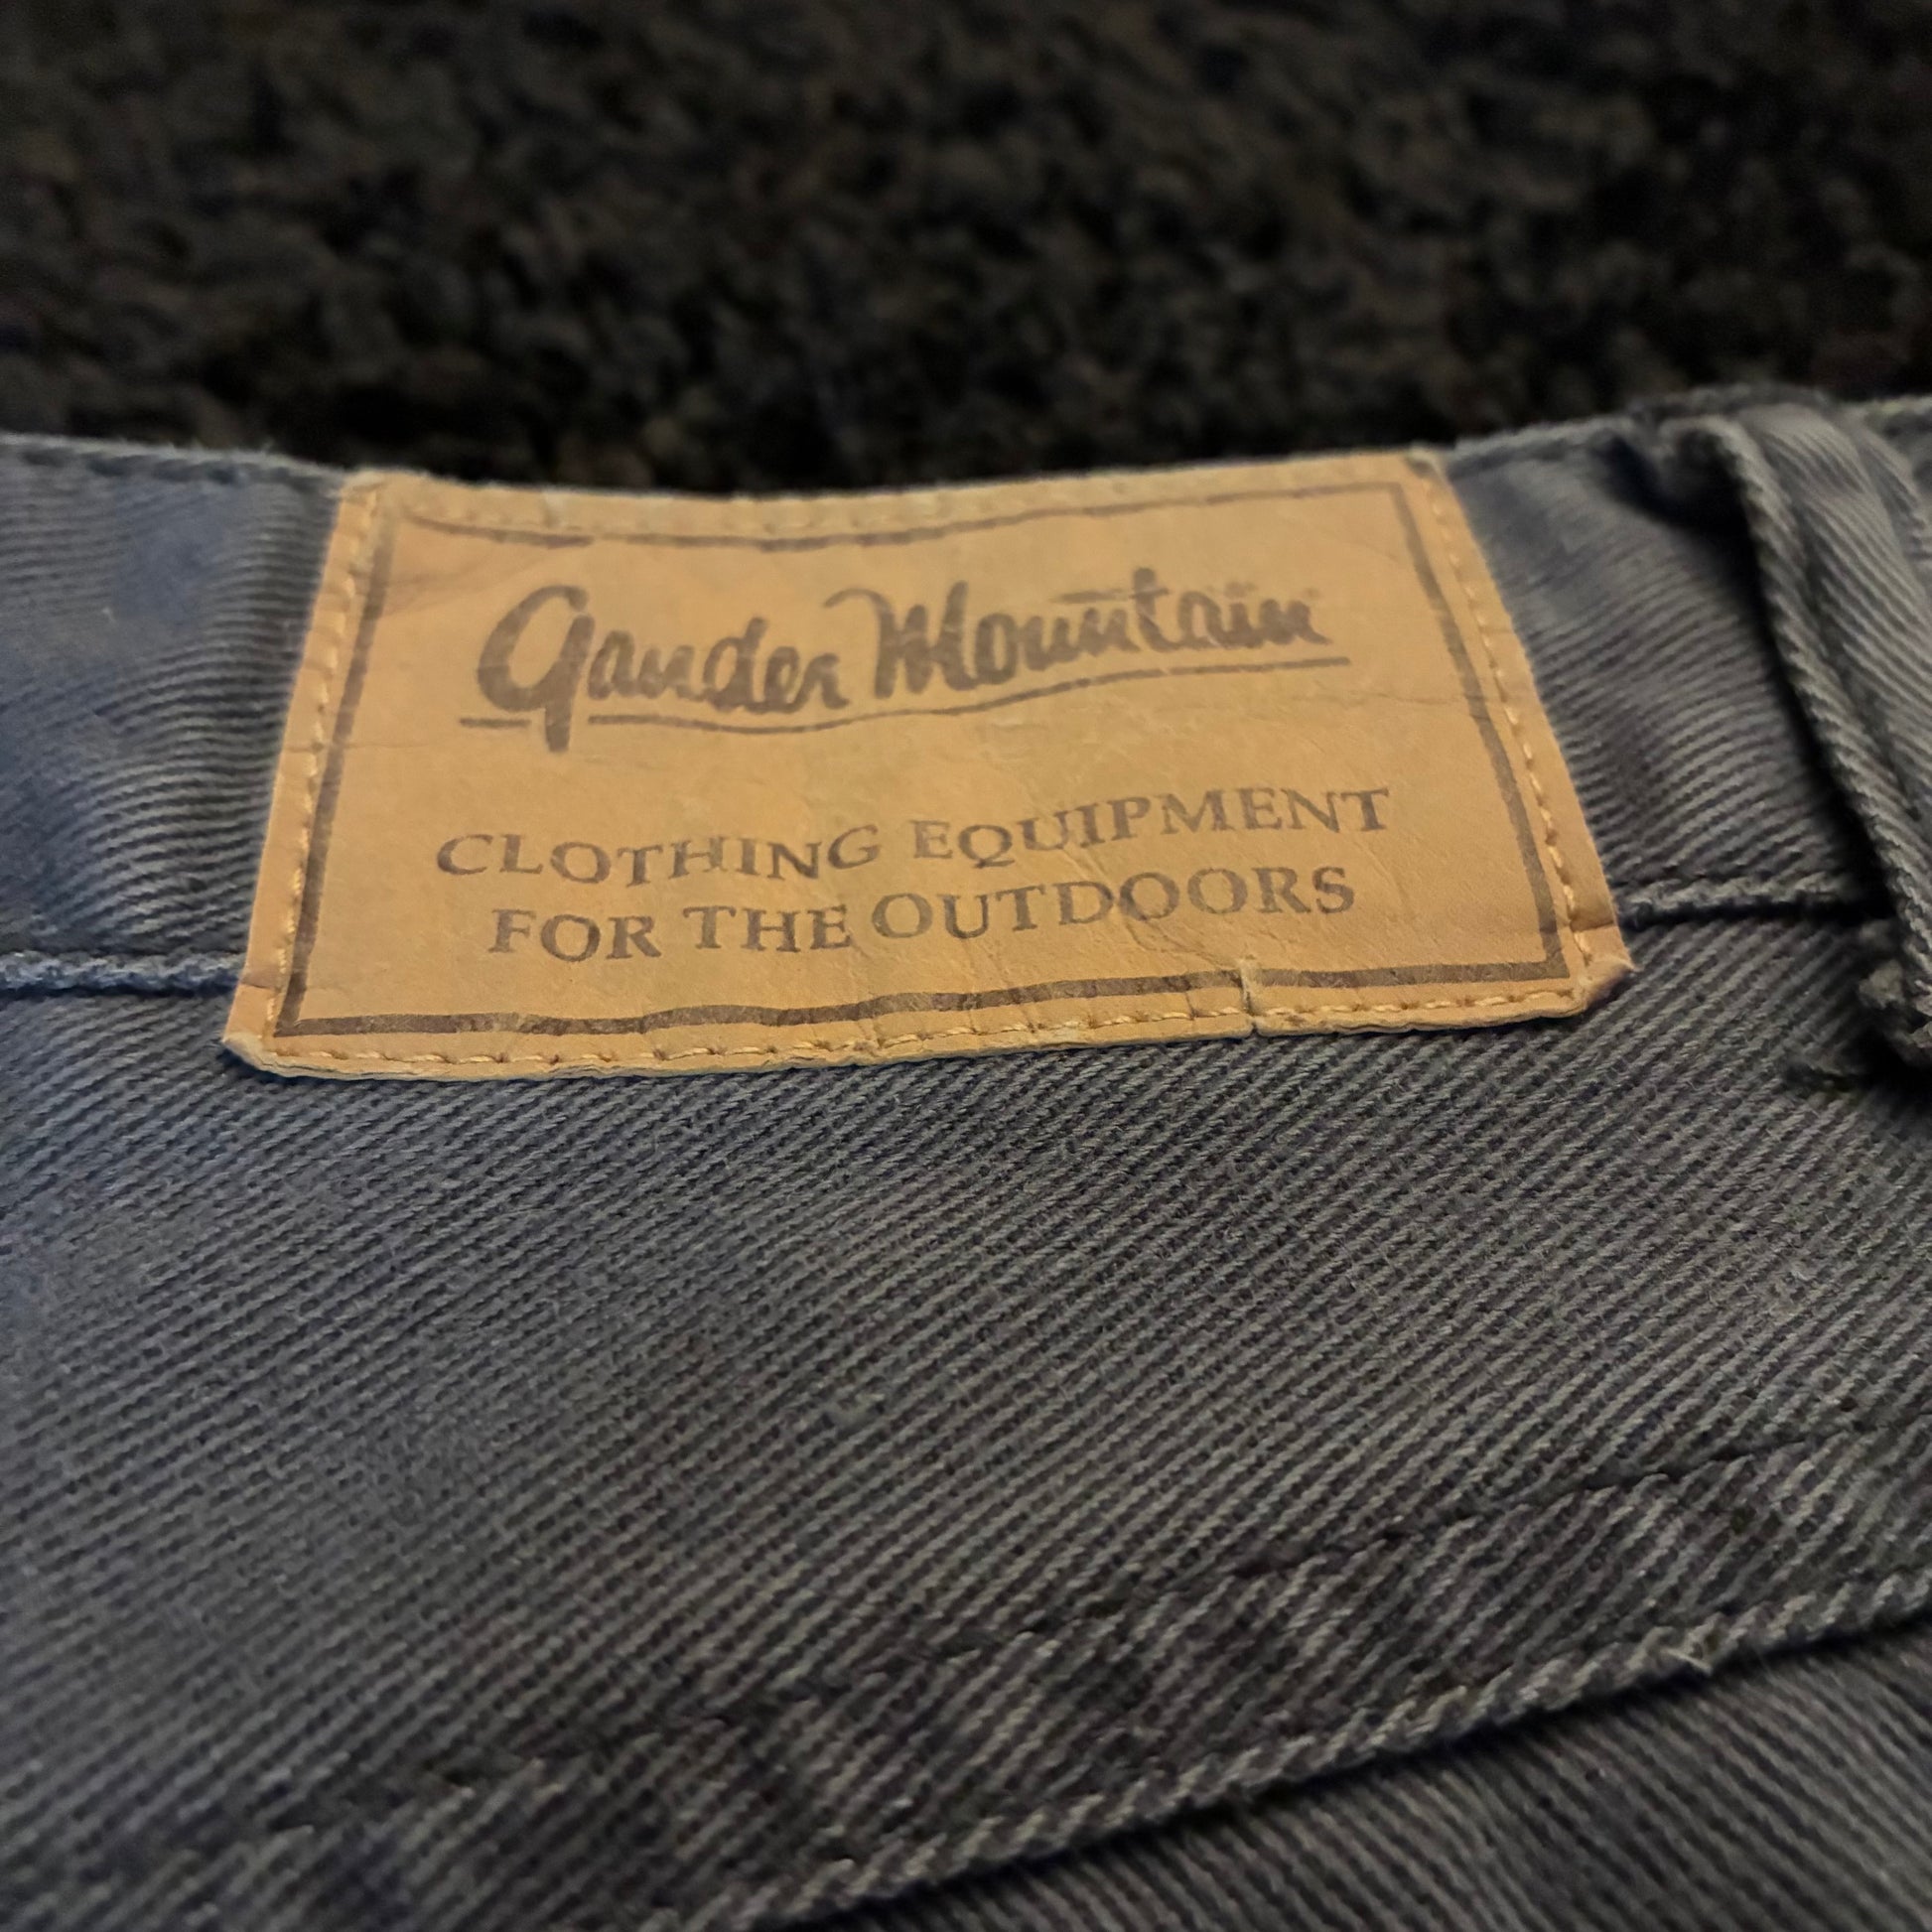 Gander Mountain
CLOTHING EQUIPMENT
FOR THE OUTDOORS